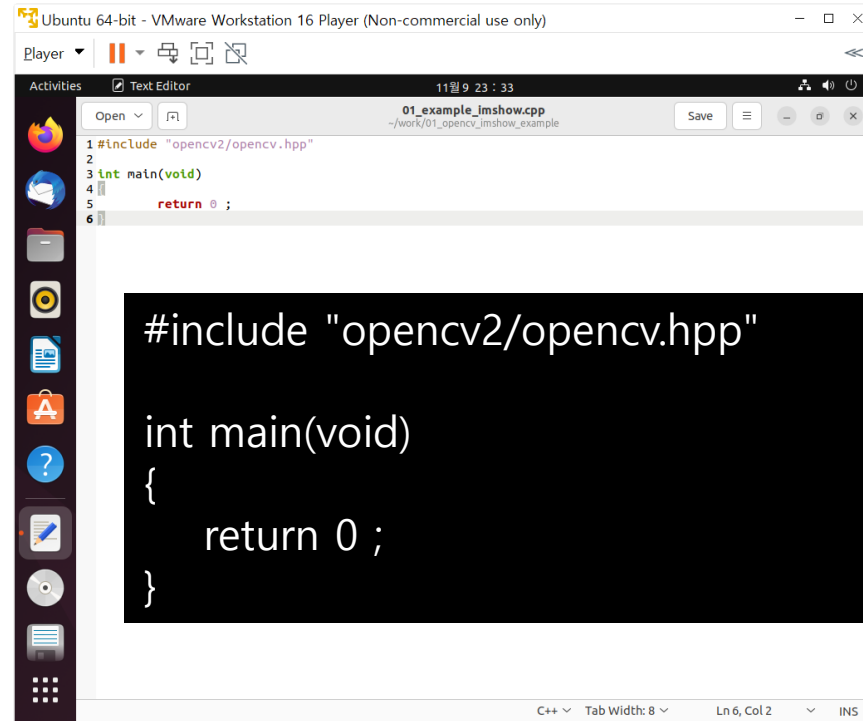 Ubuntu 64-bit - VMware Workstation 16 Player (Non-commercial use only)
Player
Activities Text Editor 11월 9 23 : 33
Open 01_example_imshow.cpp Save
~/work/01_opencv_imshow_example
1 #include "opencv2/opencv.hpp"
2
3 int main(void)
4 {
5 return 0 ;
6 }
#include "opencv2/opencv.hpp"
int main(void)
{
return 0 ;
}
C++ Tab Width: 8 Ln 6, Col 2 INS